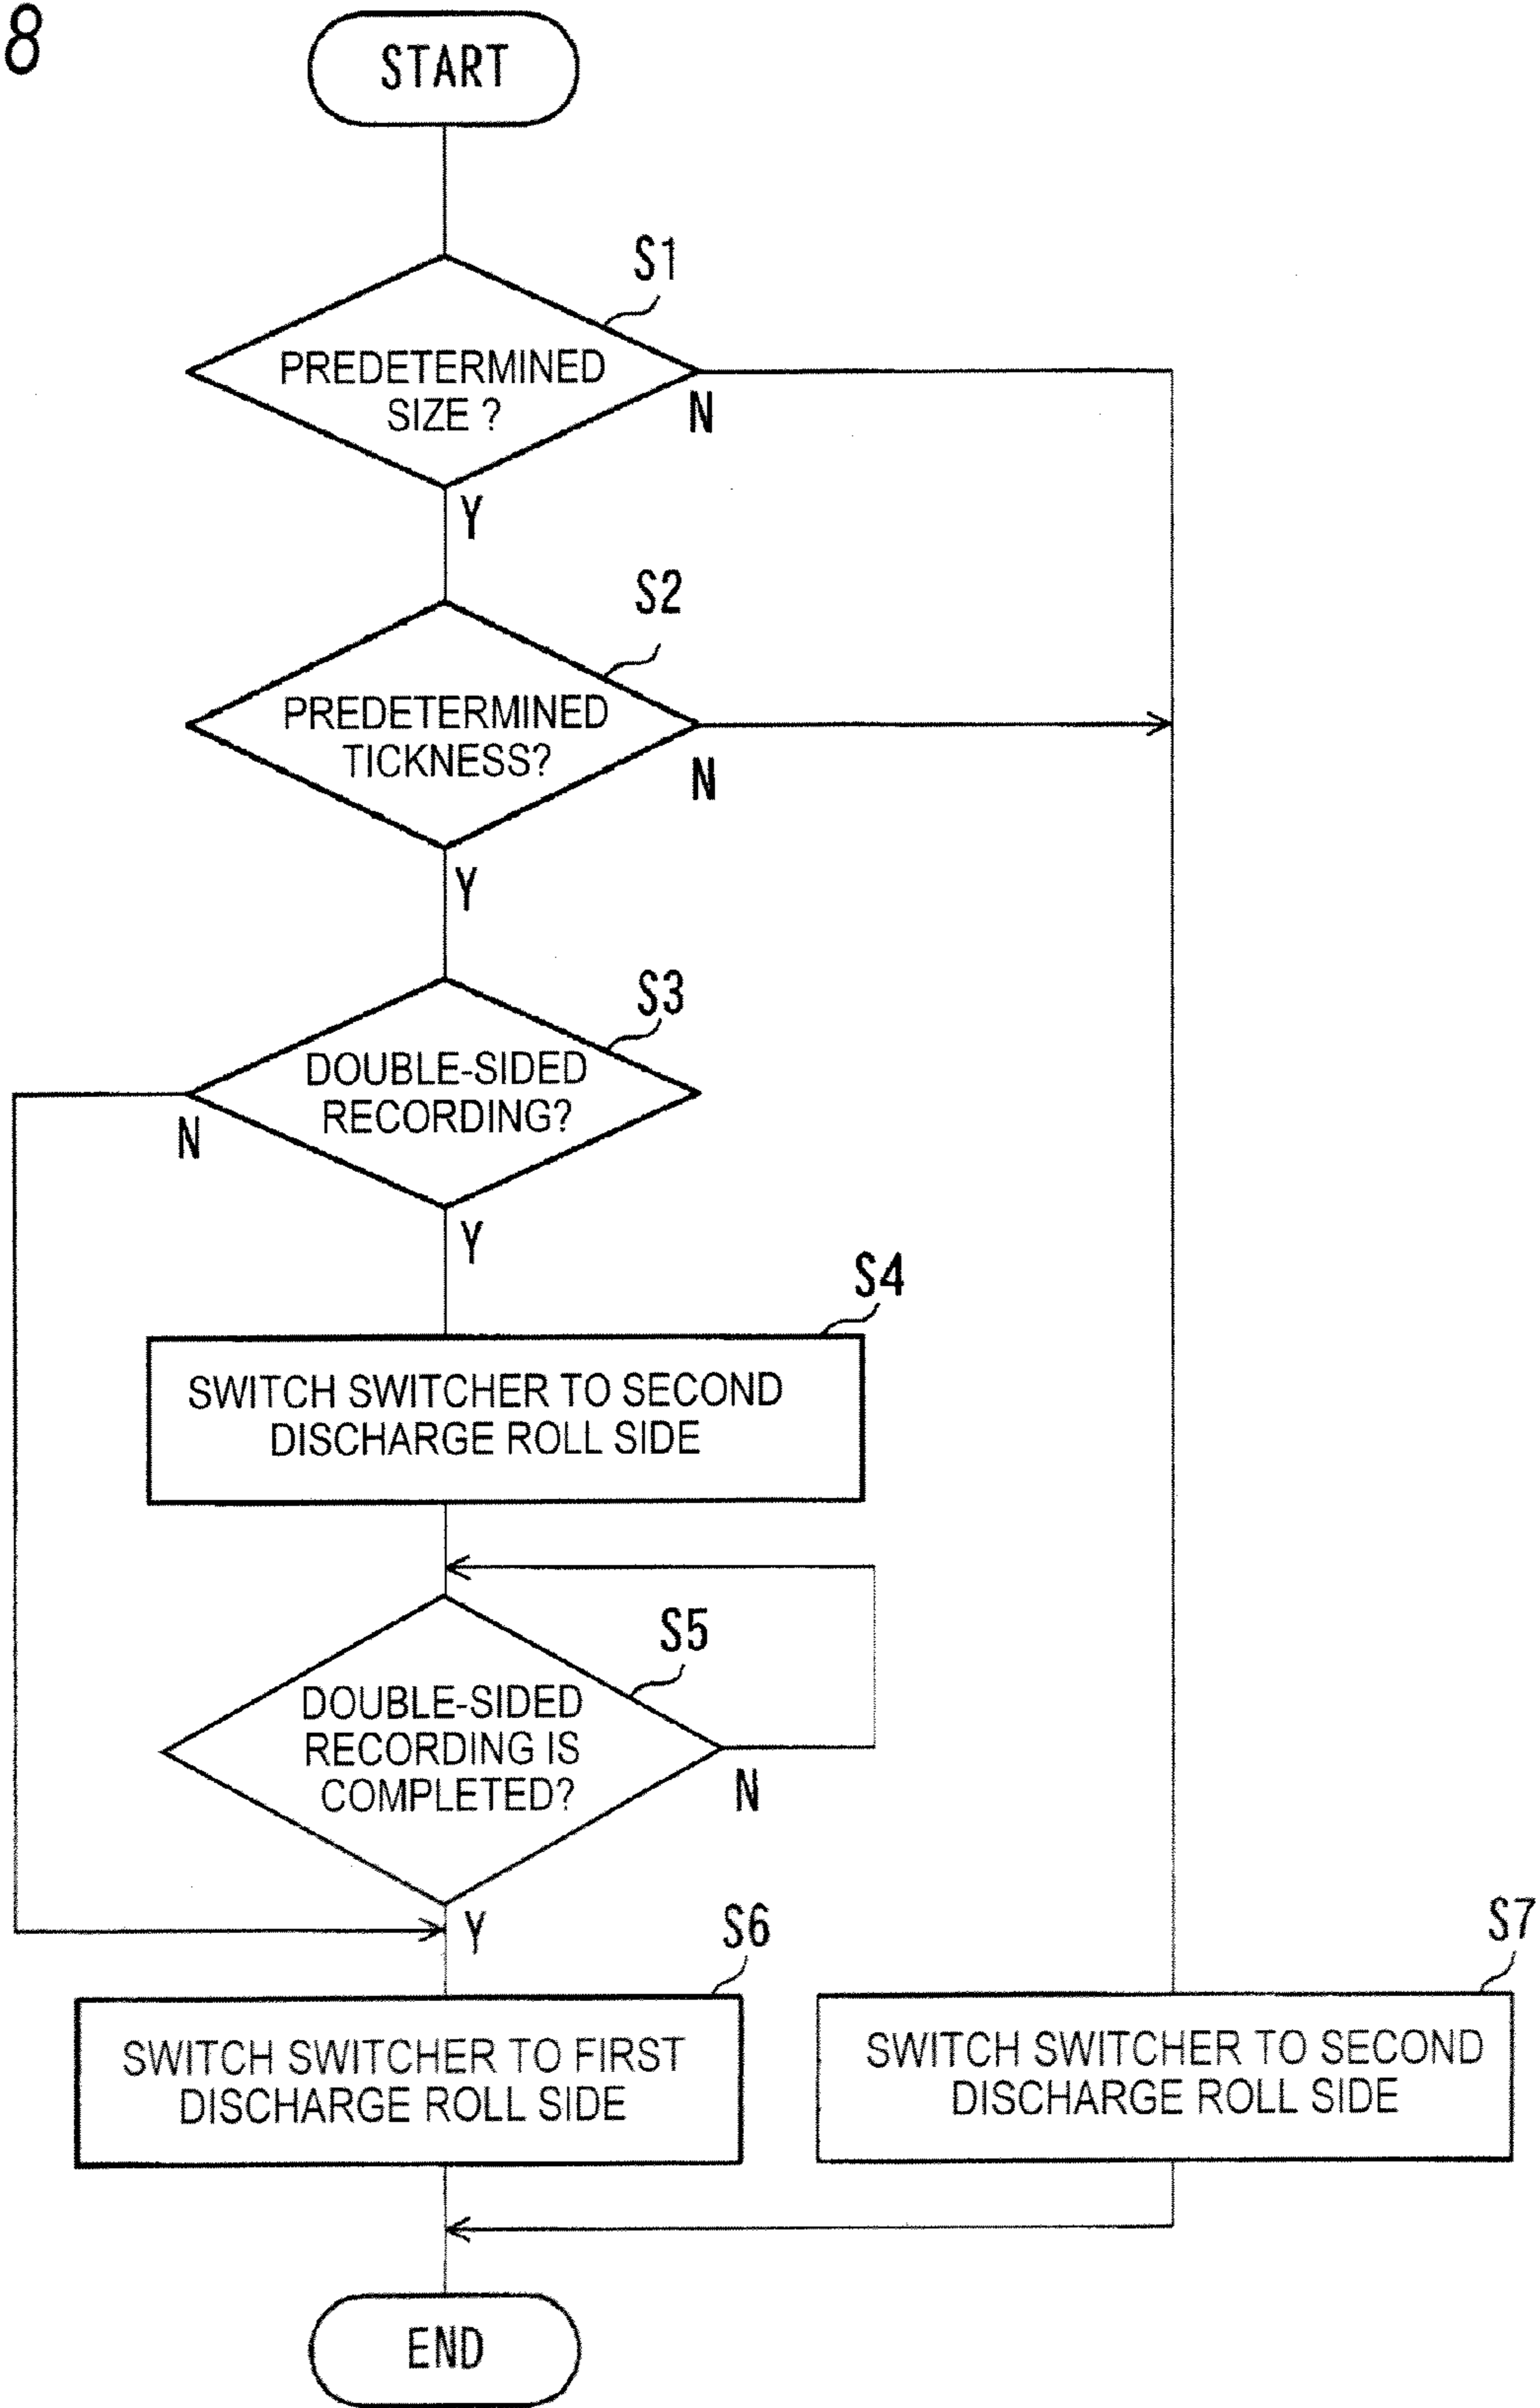 8
START
S1
PREDETERMINED
SIZE ?
N
Y
S2
PREDETERMINED
TICKNESS?
N
Y
S3
DOUBLE-SIDED
RECORDING?
N
Y
S4
SWITCH SWITCHER TO SECOND
DISCHARGE ROLL SIDE
S5
DOUBLE-SIDED
RECORDING IS
COMPLETED?
N
Y
S6
SWITCH SWITCHER TO FIRST
DISCHARGE ROLL SIDE
S7
SWITCH SWITCHER TO SECOND
DISCHARGE ROLL SIDE
END